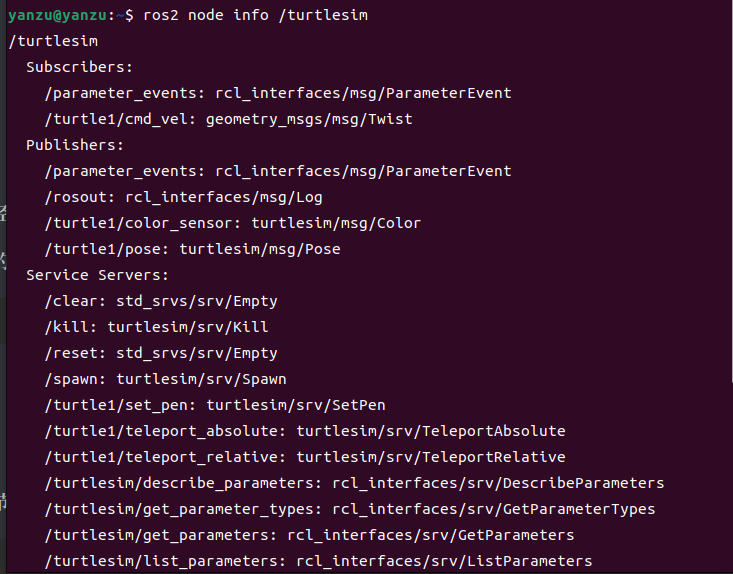 yanzu@yanzu:~$ ros2 node info /turtlesim
/turtlesim
  Subscribers:
    /parameter_events: rcl_interfaces/msg/ParameterEvent
    /turtle1/cmd_vel: geometry_msgs/msg/Twist
  Publishers:
    /parameter_events: rcl_interfaces/msg/ParameterEvent
    /rosout: rcl_interfaces/msg/Log
    /turtle1/color_sensor: turtlesim/msg/Color
    /turtle1/pose: turtlesim/msg/Pose
  Service Servers:
    /clear: std_srvs/srv/Empty
    /kill: turtlesim/srv/Kill
    /reset: std_srvs/srv/Empty
    /spawn: turtlesim/srv/Spawn
    /turtle1/set_pen: turtlesim/srv/SetPen
    /turtle1/teleport_absolute: turtlesim/srv/TeleportAbsolute
    /turtle1/teleport_relative: turtlesim/srv/TeleportRelative
    /turtlesim/describe_parameters: rcl_interfaces/srv/DescribeParameters
    /turtlesim/get_parameter_types: rcl_interfaces/srv/GetParameterTypes
    /turtlesim/get_parameters: rcl_interfaces/srv/GetParameters
    /turtlesim/list_parameters: rcl_interfaces/srv/ListParameters